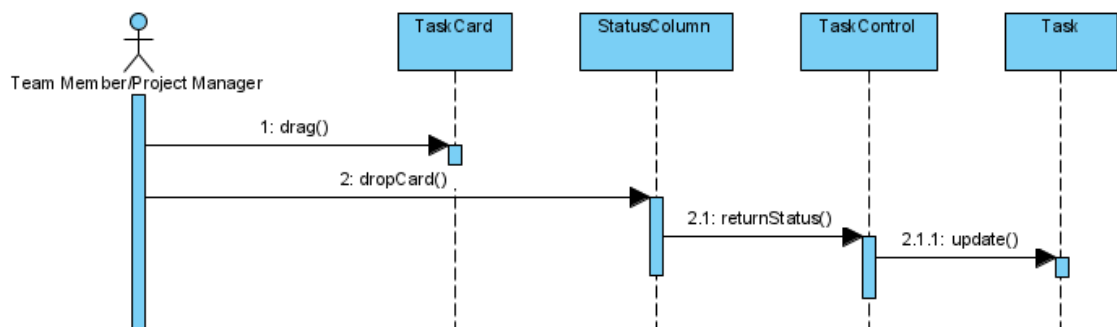 TaskCard
StatusColumn
TaskControl
Task
Team Member/Project Manager
1: drag()
2: dropCard()
2.1: returnStatus()
2.1.1: update()